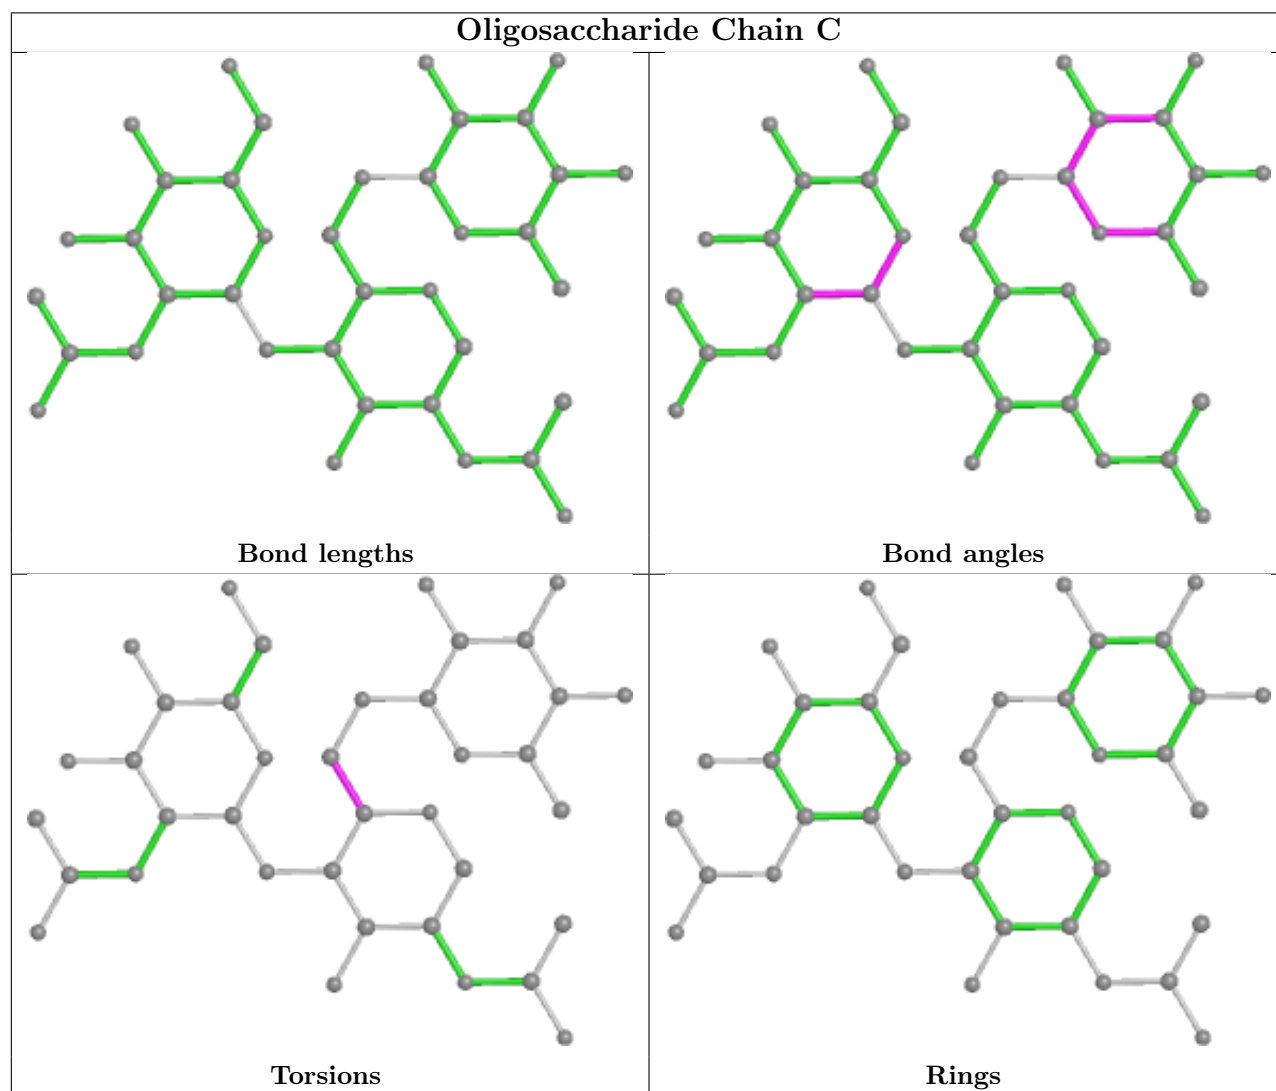 Oligosaccharide Chain C
Bond lengths
Bond angles
Torsions
Rings